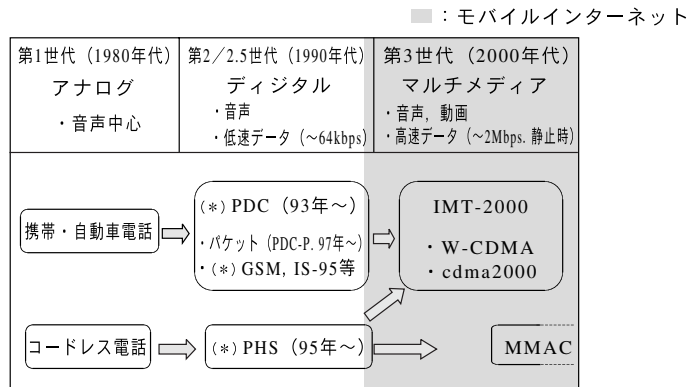 ：モバイルインターネット
第1世代（1980年代）
アナログ
・音声中心
第2／2.5世代（1990年代）
ディジタル
・音声
・低速データ（～64kbps）
第3世代（2000年代）
マルチメディア
・音声，動画
・高速データ（～2Mbps. 静止時）
携帯・自動車電話
(*) PDC（93年～）
・パケット（PDC-P. 97年～）
・(*) GSM, IS-95等
IMT-2000
・W-CDMA
・cdma2000
コードレス電話
(*) PHS（95年～）
MMAC